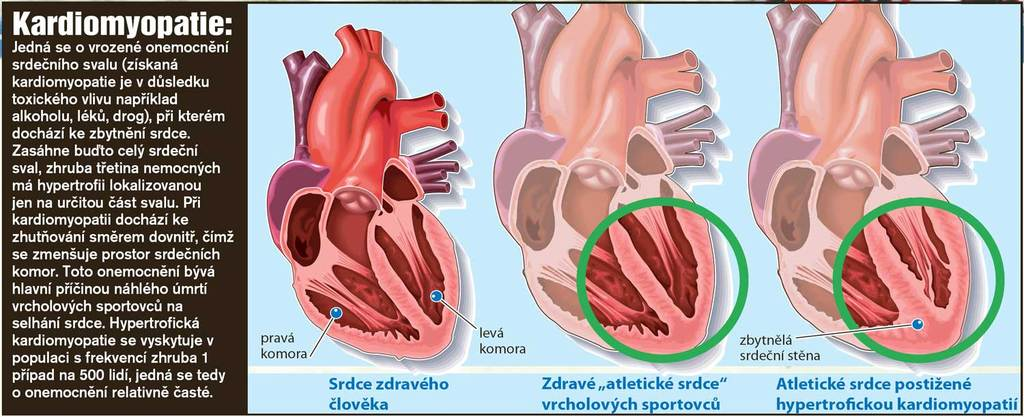 Kardiomyopatie:
Jedná se o vrozené onemocnění
srdečního svalu (získaná
kardiomyopatie je v důsledku
toxického vlivu například
alkoholu, léků, drog), při kterém
dochází ke zbytnění srdce.
Zasáhne buďto celý srdeční
sval, zhruba třetina nemocných
má hypertrofii lokalizovanou
jen na určitou část svalu. Při
kardiomyopatii dochází ke
zhutňování směrem dovnitř, čímž
se zmenšuje prostor srdečních
komor. Toto onemocnění bývá
hlavní příčinou náhlého úmrtí
vrcholových sportovců na
selhání srdce. Hypertrofická
kardiomyopatie se vyskytuje v
populaci s frekvencí zhruba 1
případ na 500 lidí, jedná se tedy
o onemocnění relativně časté.
pravá
komora
levá
komora
Srdce zdravého
člověka
Zdravé „atletické srdce“
vrcholových sportovců
zbytnělá
srdeční stěna
Atletické srdce postižené
hypertrofickou kardiomyopatií